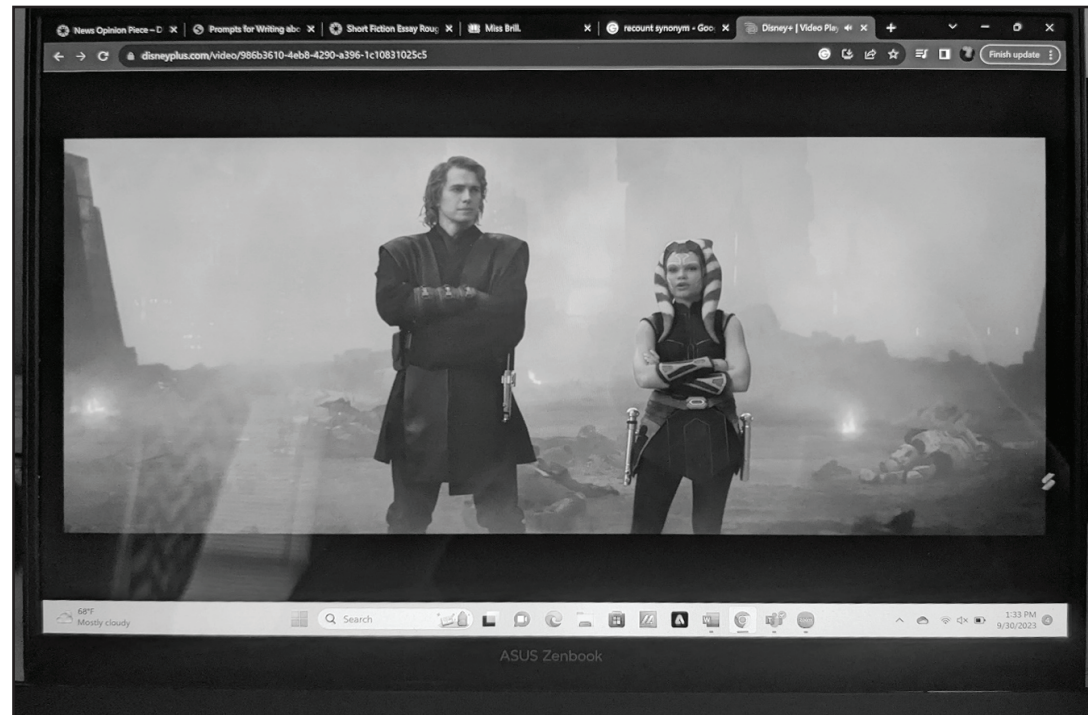 News Opinion Piece - D
Prompts for Writing abo
Short Fiction Essay Roug
Miss Brill.
recount synonym - Goo
Disney+ | Video Play
disneyplus.com/video/986b3610-4eb8-4290-a396-1c10831025c5
Finish update
68°F
Mostly cloudy
Search
1:33 PM
9/30/2023
ASUS Zenbook